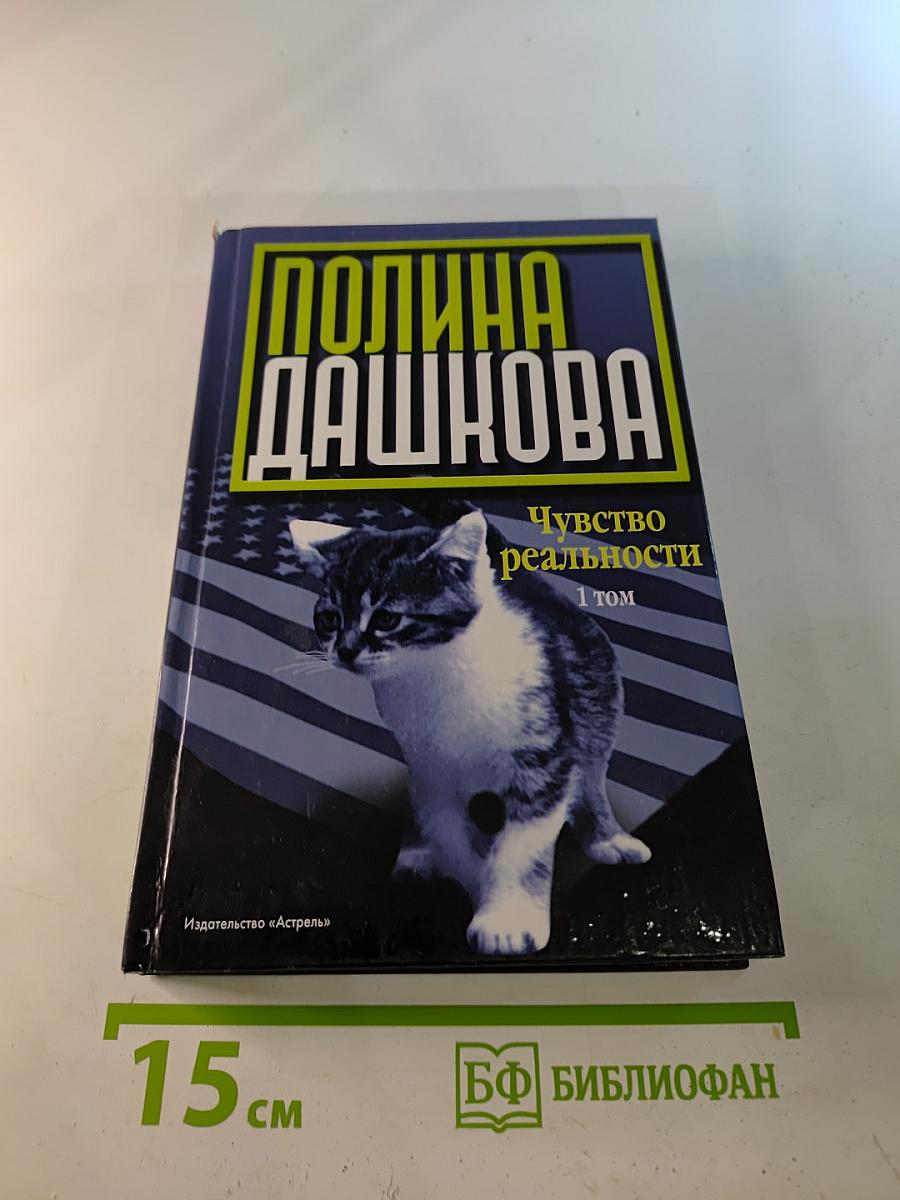 ПОЛИНА
ДАШКОВА
Чувство
реальности
1 том
Издательство «Астрель»
15 см
БФ БИБЛИОФАН